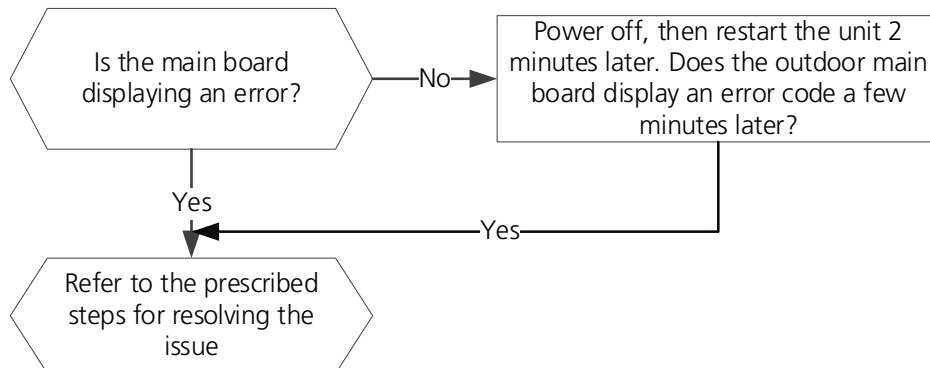 Is the main board
displaying an error?
No
Power off, then restart the unit 2
minutes later. Does the outdoor main
board display an error code a few
minutes later?
Yes
Yes
Refer to the prescribed
steps for resolving the
issue